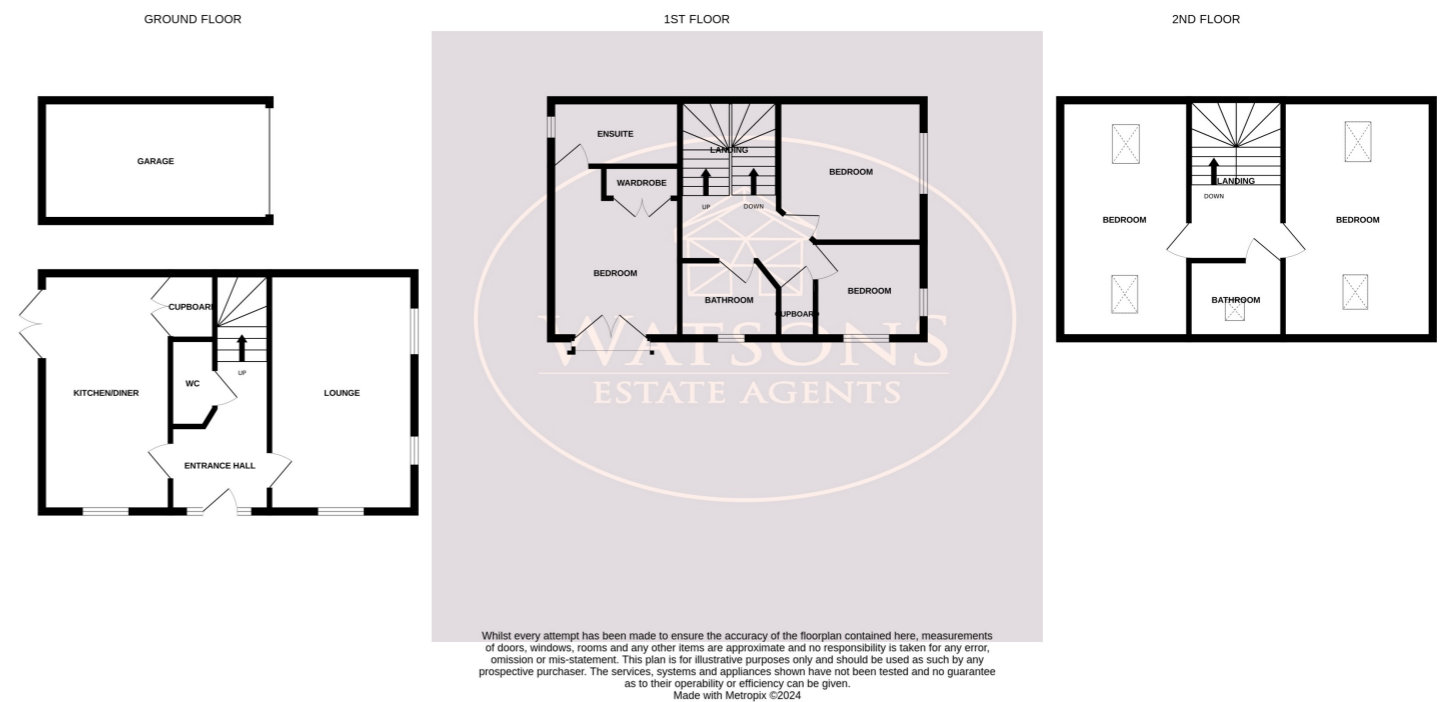 GROUND FLOOR
1ST FLOOR
2ND FLOOR
GARAGE
CUPBOARD
WC
UP
KITCHEN/DINER
LOUNGE
ENTRANCE HALL
ENSUITE
LANDING
WARDROBE
BEDROOM
UP
DOWN
BEDROOM
BEDROOM
BATHROOM
CUPBOARD
WATSONS
ESTATE AGENTS
LANDING
DOWN
BEDROOM
BEDROOM
BATHROOM
Whilst every attempt has been made to ensure the accuracy of the floorplan contained here, measurements
of doors, windows, rooms and any other items are approximate and no responsibility is taken for any error,
omission or mis-statement. This plan is for illustrative purposes only and should be used as such by any
prospective purchaser. The services, systems and appliances shown have not been tested and no guarantee
as to their operability or efficiency can be given.
Made with Metropix ©2024